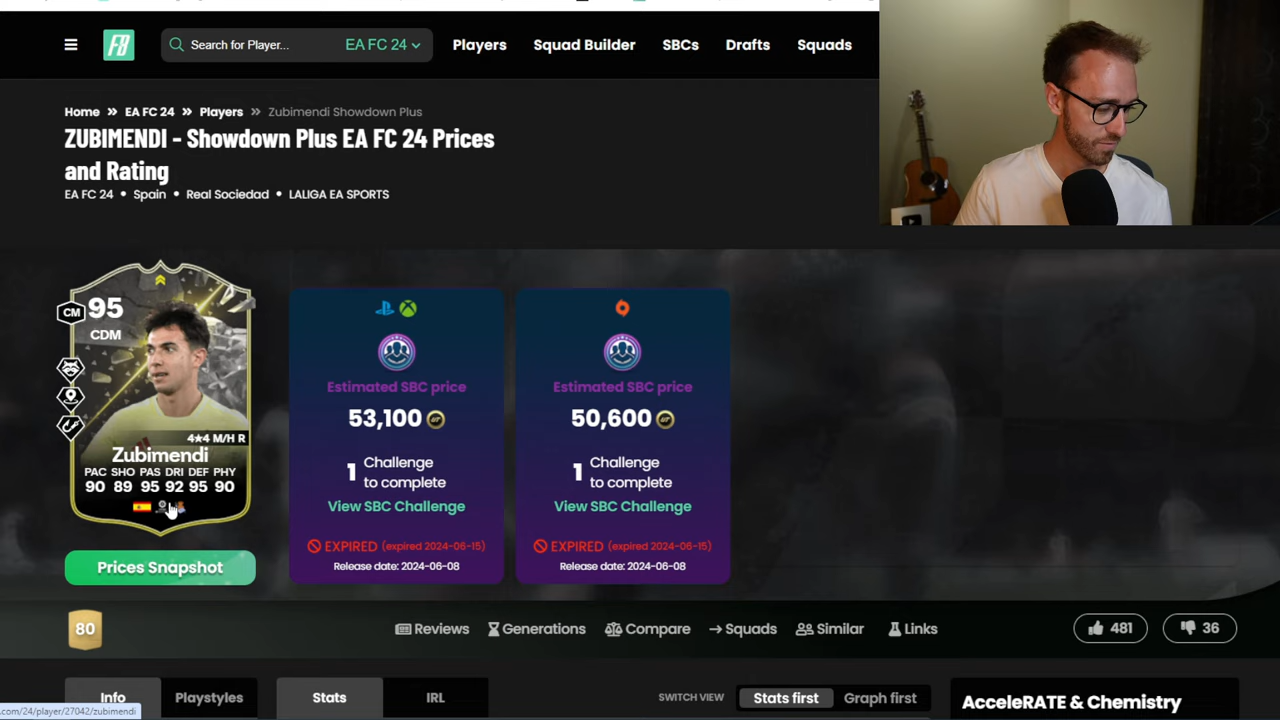 FB
Search for Player...
EA FC 24
Players
Squad Builder
SBCs
Drafts
Squads
Home » EA FC 24 » Players » Zubimendi Showdown Plus
ZUBIMENDI - Showdown Plus EA FC 24 Prices
and Rating
EA FC 24 • Spain • Real Sociedad • LALIGA EA SPORTS
CM
95
CDM
4★4 M/H R
Zubimendi
PAC SHO PAS DRI DEF PHY
90 89 95 92 95 90
Prices Snapshot
Estimated SBC price
53,100
1 Challenge
to complete
View SBC Challenge
EXPIRED (expired 2024-06-15)
Release date: 2024-06-08
Estimated SBC price
50,600
1 Challenge
to complete
View SBC Challenge
EXPIRED (expired 2024-06-15)
Release date: 2024-06-08
80
Reviews
Generations
Compare
Squads
Similar
Links
481
36
Info
Playstyles
Stats
IRL
SWITCH VIEW
Stats first
Graph first
AcceleRATE & Chemistry
.com/24/player/27042/zubimendi